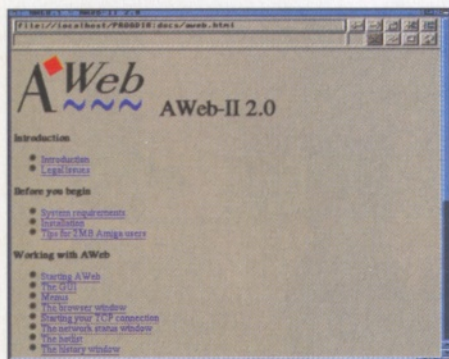 file://localhost/PROGDIR:docs/aweb.html
AWeb
AWeb-II 2.0
Introduction
Introduction
Legal Issues
Before you begin
System requirements
Installation
Tips for 2MB Amiga users
Working with AWeb
Starting AWeb
The GUI
Menus
The browser window
Starting your TCP connection
The network status window
The hotlist
The history window